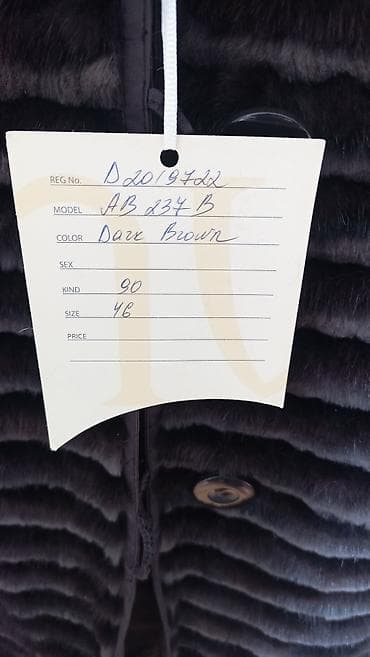 REG No. D2019722
MODEL AB 237 B
COLOR Dark Brown
SEX
KIND 90
SIZE 46
PRICE